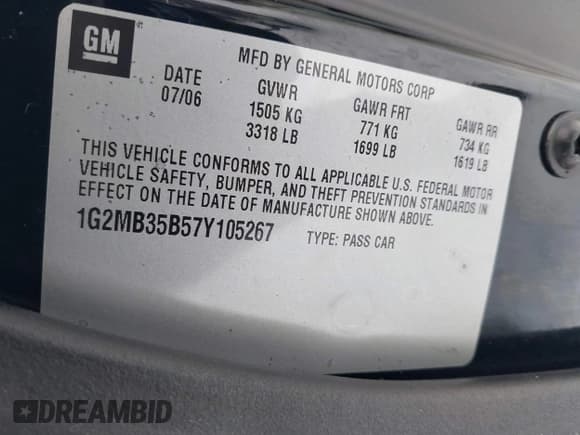 GM
MFD BY GENERAL MOTORS CORP
DATE GVWR GAWR FRT GAWR RR
07/06 1505 KG 771 KG 734 KG
3318 LB 1699 LB 1619 LB
THIS VEHICLE CONFORMS TO ALL APPLICABLE U.S. FEDERAL MOTOR
VEHICLE SAFETY, BUMPER, AND THEFT PREVENTION STANDARDS IN
EFFECT ON THE DATE OF MANUFACTURE SHOWN ABOVE.
1G2MB35B57Y105267 TYPE: PASS CAR
DREAMBID